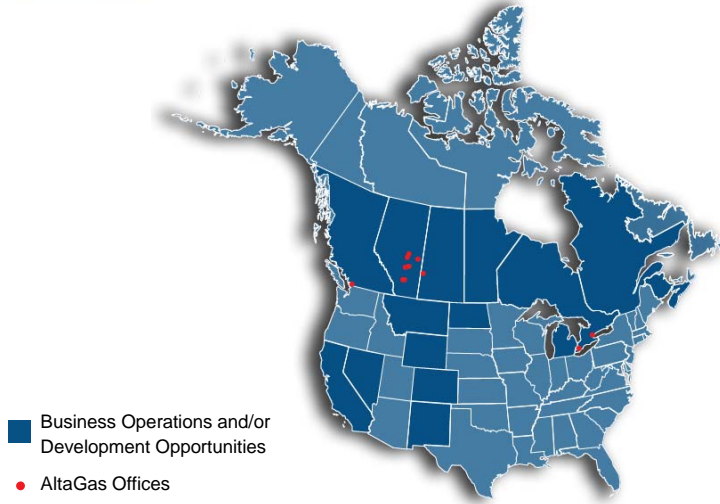 Business Operations and/or
Development Opportunities
AltaGas Offices